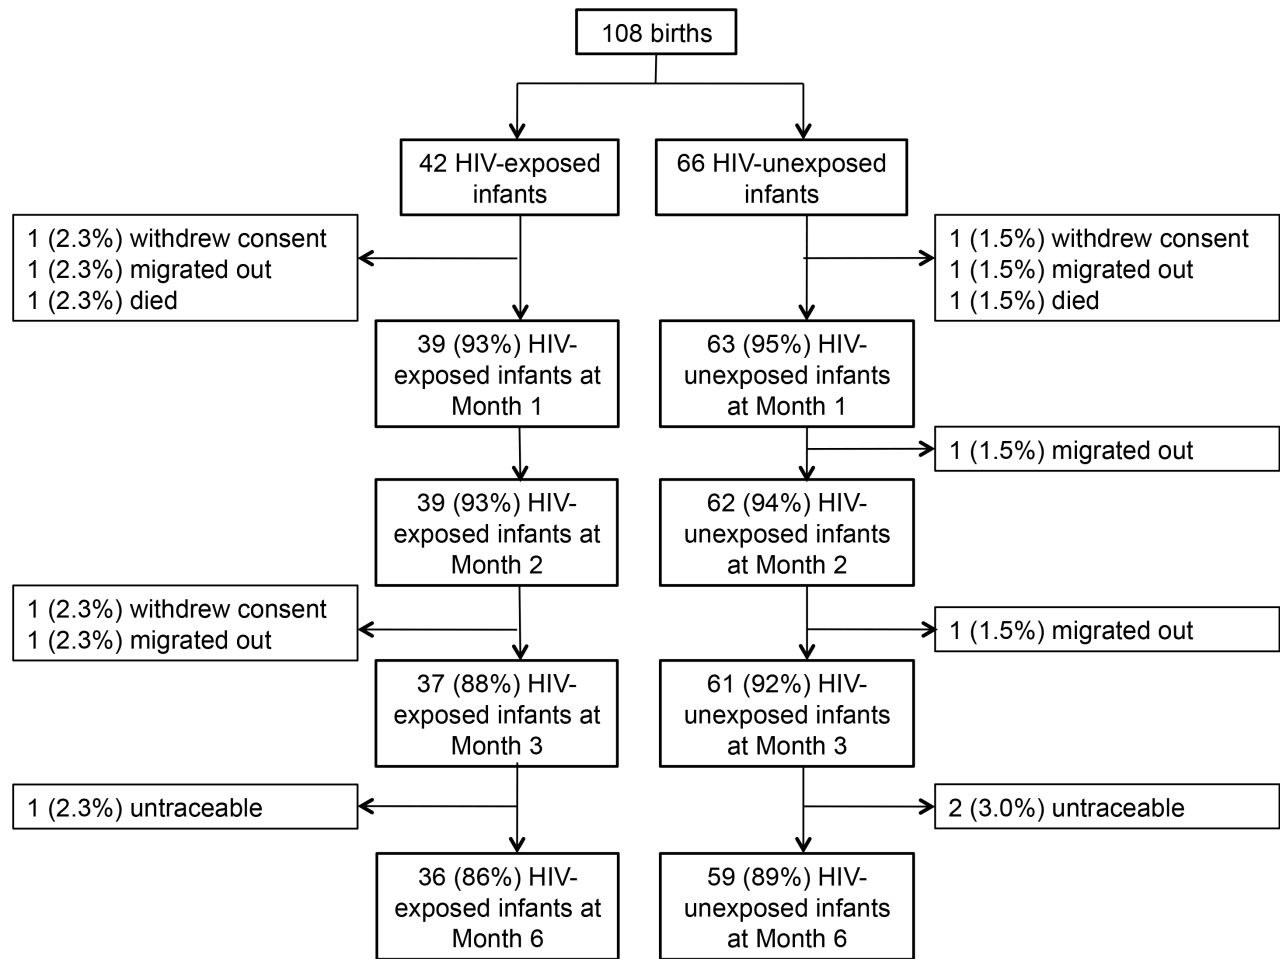 108 births
42 HIV-exposed
infants
66 HIV-unexposed
infants
1 (2.3%) withdrew consent
1 (2.3%) migrated out
1 (2.3%) died
1 (1.5%) withdrew consent
1 (1.5%) migrated out
1 (1.5%) died
39 (93%) HIV-
exposed infants at
Month 1
63 (95%) HIV-
unexposed infants
at Month 1
1 (1.5%) migrated out
39 (93%) HIV-
exposed infants at
Month 2
62 (94%) HIV-
unexposed infants
at Month 2
1 (2.3%) withdrew consent
1 (2.3%) migrated out
1 (1.5%) migrated out
37 (88%) HIV-
exposed infants at
Month 3
61 (92%) HIV-
unexposed infants
at Month 3
1 (2.3%) untraceable
2 (3.0%) untraceable
36 (86%) HIV-
exposed infants at
Month 6
59 (89%) HIV-
unexposed infants
at Month 6